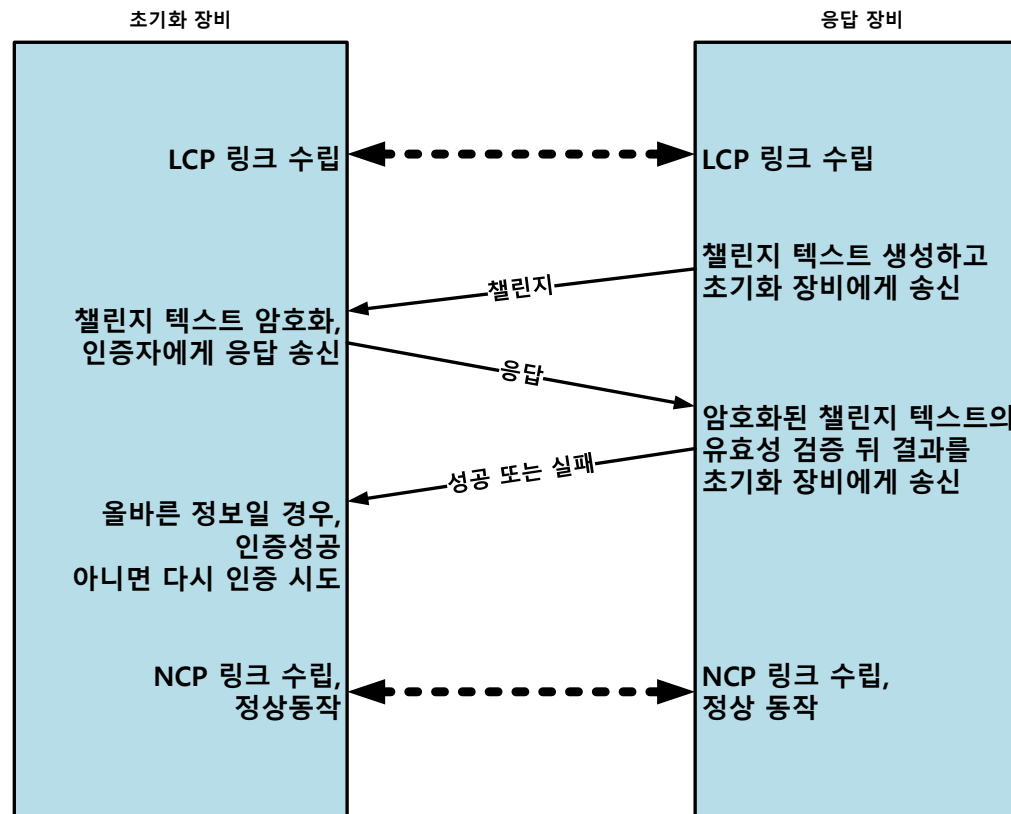 초기화 장비
응답 장비
LCP 링크 수립
LCP 링크 수립
챌린지 텍스트 생성하고
초기화 장비에게 송신
챌린지
챌린지 텍스트 암호화,
인증자에게 응답 송신
응답
암호화된 챌린지 텍스트의
유효성 검증 뒤 결과를
초기화 장비에게 송신
성공 또는 실패
올바른 정보일 경우,
인증성공
아니면 다시 인증 시도
NCP 링크 수립,
정상동작
NCP 링크 수립,
정상 동작